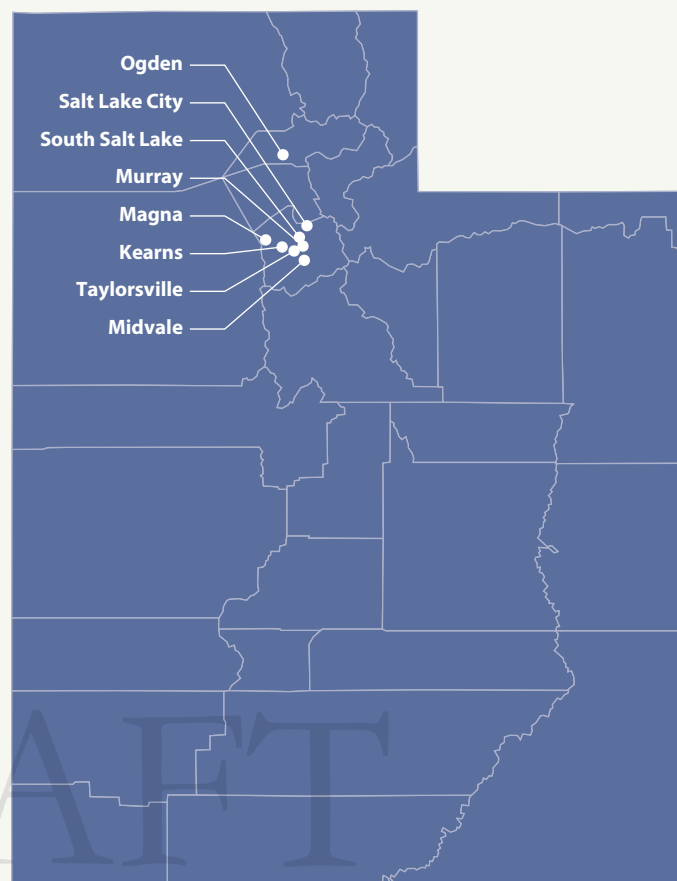 Ogden
Salt Lake City
South Salt Lake
Murray
Magna
Kearns
Taylorsville
Midvale
AFT